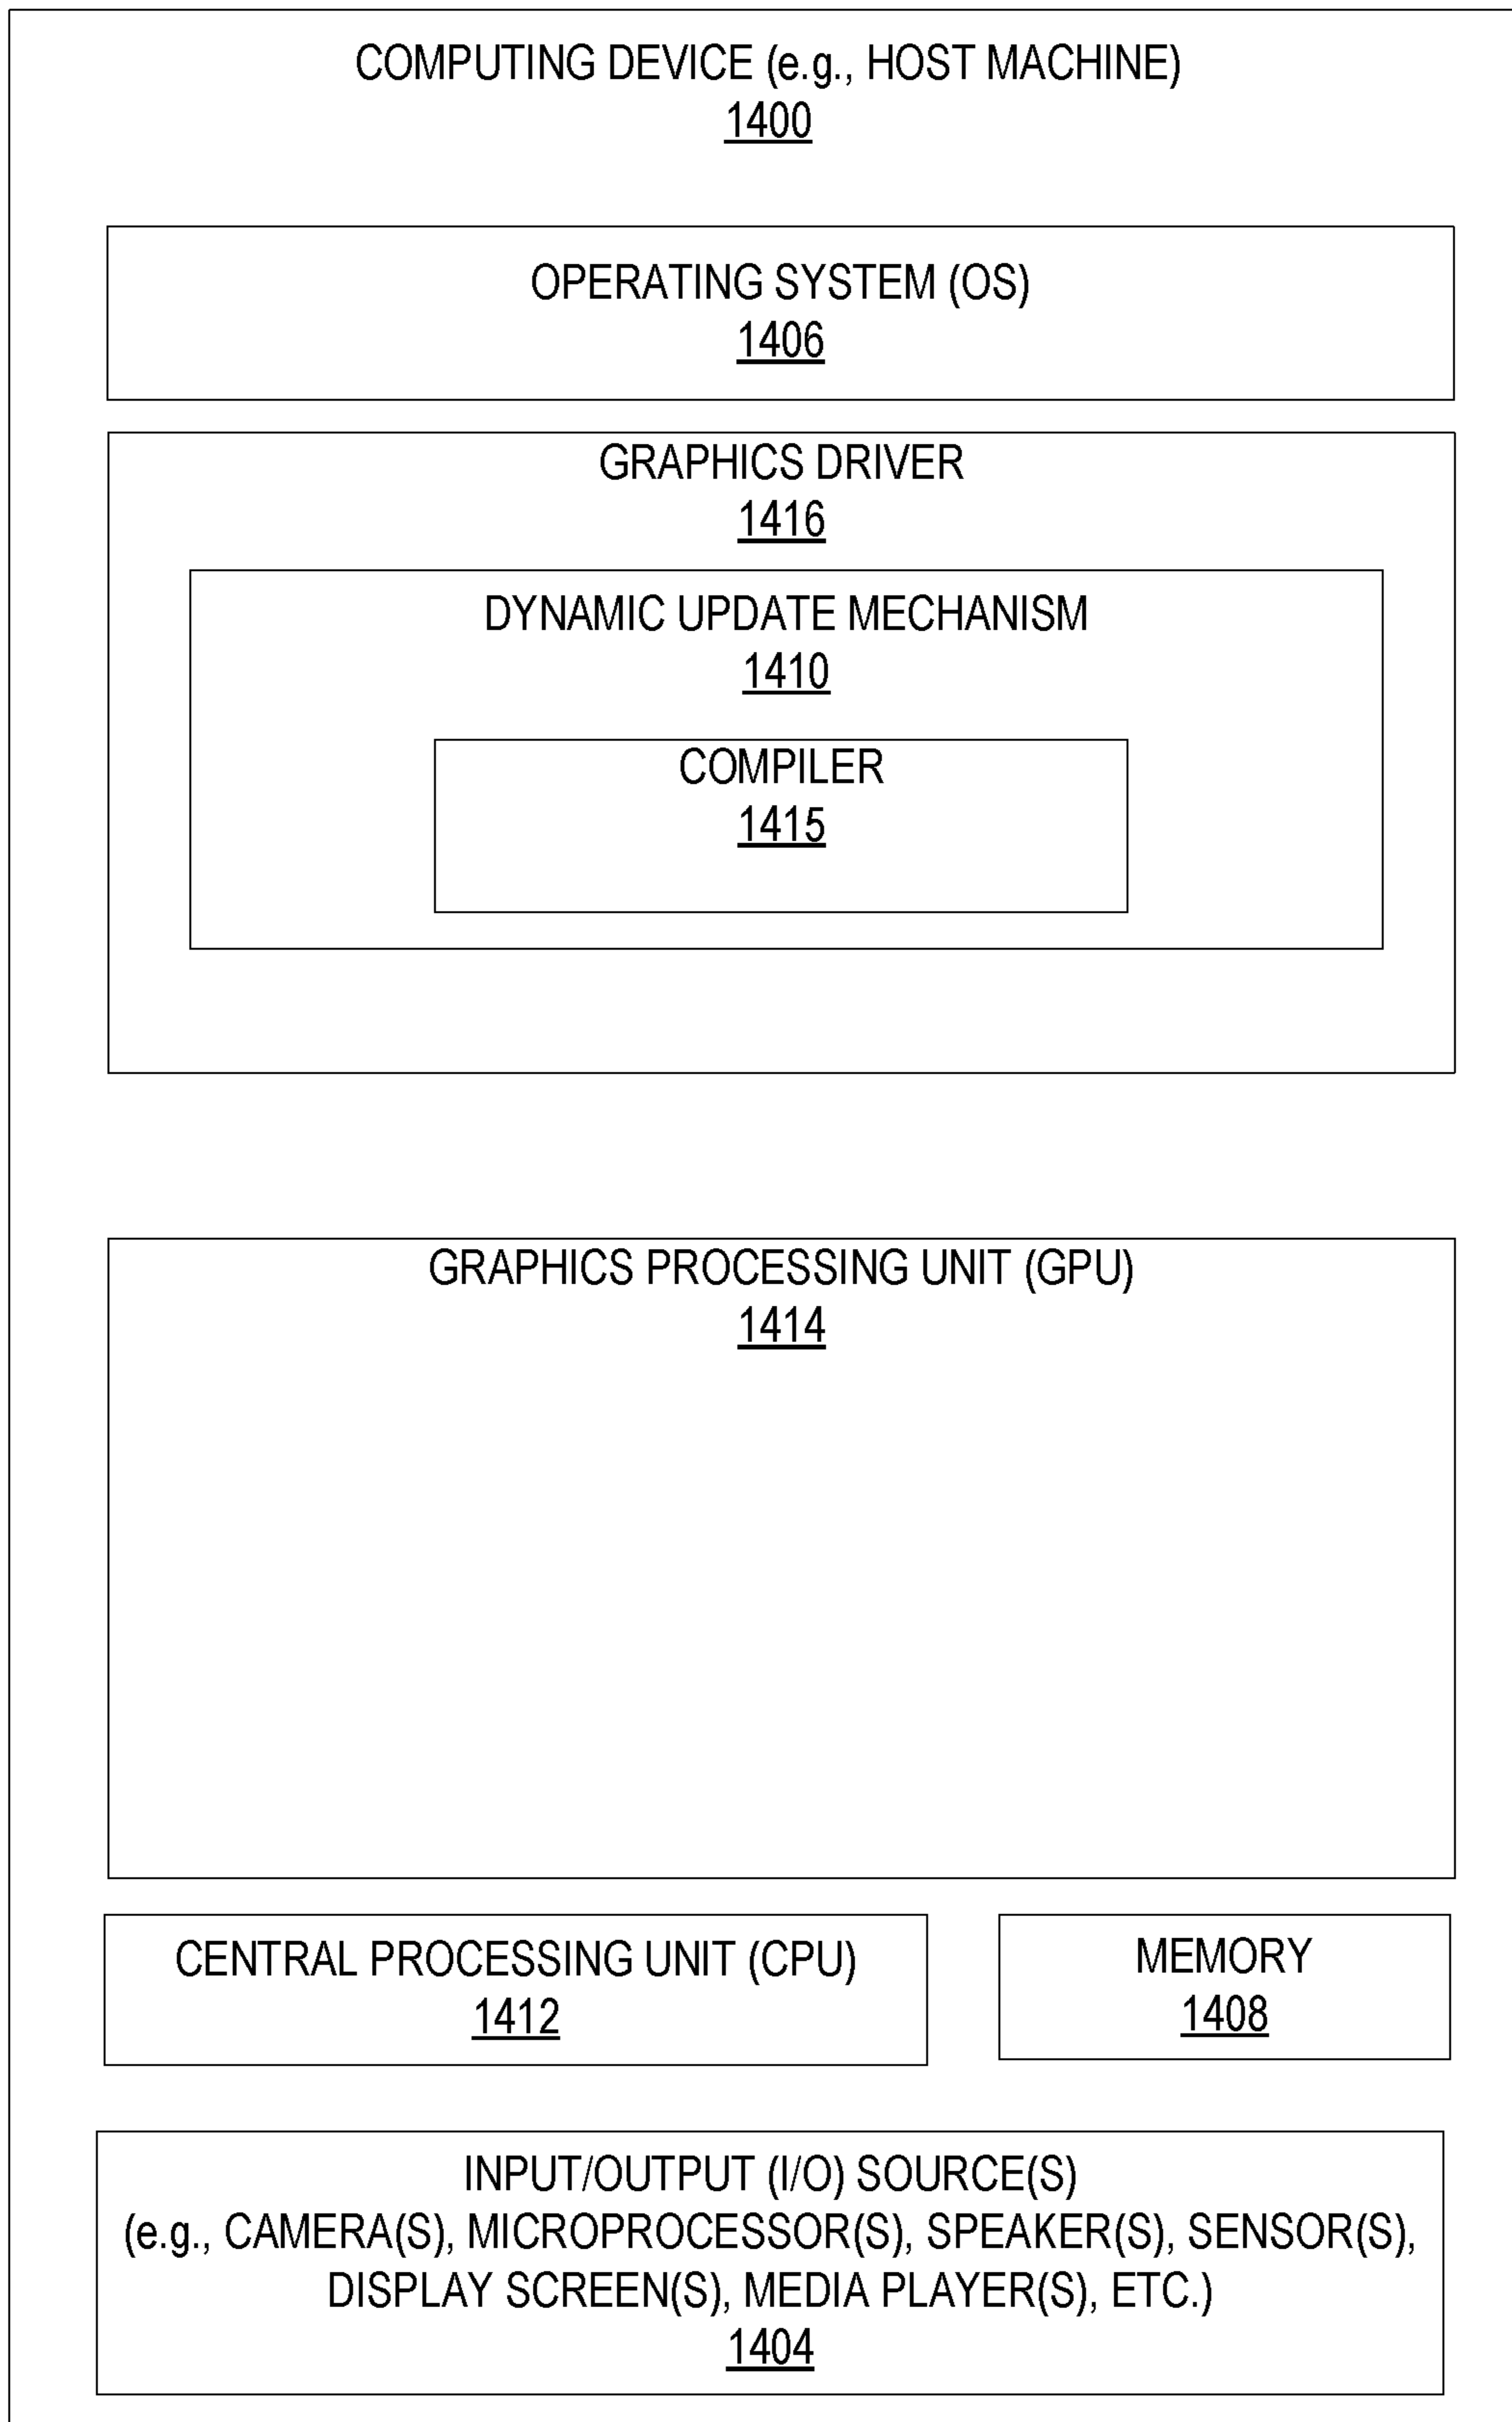 COMPUTING DEVICE (e.g., HOST MACHINE)
1400
OPERATING SYSTEM (OS)
1406
GRAPHICS DRIVER
1416
DYNAMIC UPDATE MECHANISM
1410
COMPILER
1415
GRAPHICS PROCESSING UNIT (GPU)
1414
CENTRAL PROCESSING UNIT (CPU)
1412
MEMORY
1408
INPUT/OUTPUT (I/O) SOURCE(S)
(e.g., CAMERA(S), MICROPROCESSOR(S), SPEAKER(S), SENSOR(S),
DISPLAY SCREEN(S), MEDIA PLAYER(S), ETC.)
1404